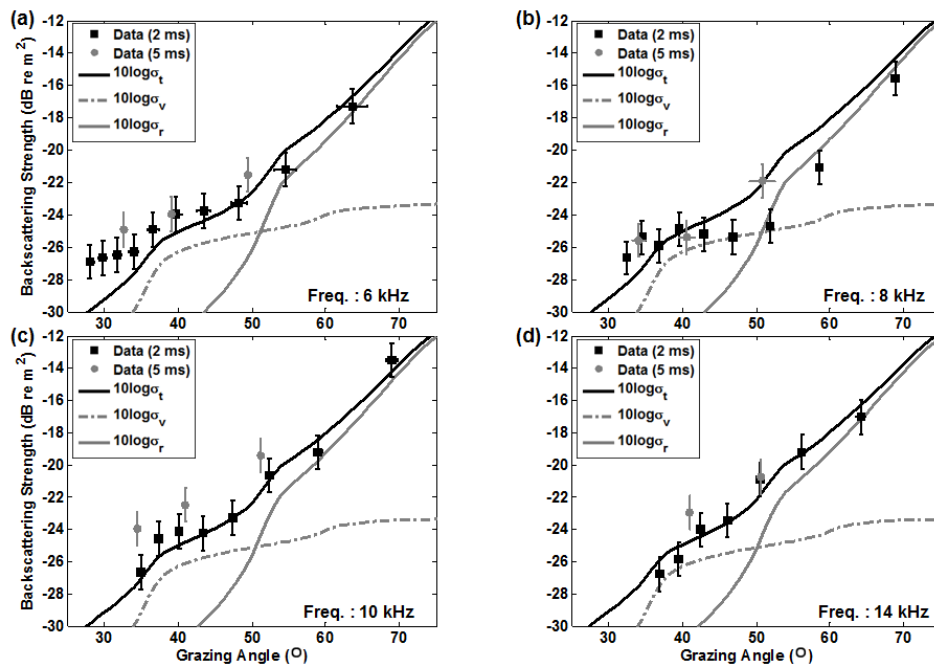 (a)
Backscattering Strength (dB re m²)
-12
-14
-16
-18
-20
-22
-24
-26
-28
-30
Data (2 ms)
Data (5 ms)
10logσt
10logσv
10logσr
Freq. : 6 kHz
30 40 50 60 70
(b)
-12
-14
-16
-18
-20
-22
-24
-26
-28
-30
Data (2 ms)
Data (5 ms)
10logσt
10logσv
10logσr
Freq. : 8 kHz
30 40 50 60 70
(c)
Backscattering Strength (dB re m²)
-12
-14
-16
-18
-20
-22
-24
-26
-28
-30
Data (2 ms)
Data (5 ms)
10logσt
10logσv
10logσr
Freq. : 10 kHz
30 40 50 60 70
Grazing Angle (O)
(d)
-12
-14
-16
-18
-20
-22
-24
-26
-28
-30
Data (2 ms)
Data (5 ms)
10logσt
10logσv
10logσr
Freq. : 14 kHz
30 40 50 60 70
Grazing Angle (O)